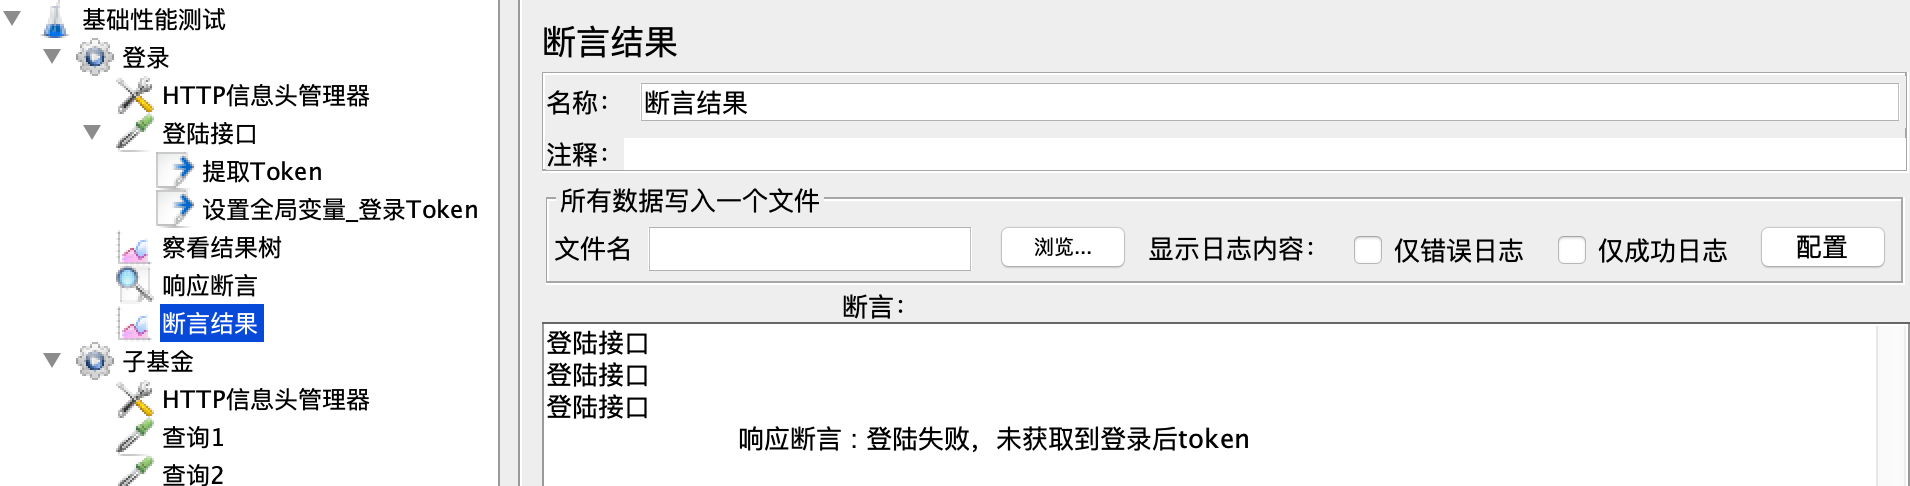 基础性能测试
登录
HTTP信息头管理器
登陆接口
提取Token
设置全局变量_登录Token
察看结果树
响应断言
断言结果
子基金
HTTP信息头管理器
查询1
查询2
断言结果
名称： 断言结果
注释：
所有数据写入一个文件
文件名 浏览... 显示日志内容： 仅错误日志 仅成功日志 配置
断言：
登陆接口
登陆接口
登陆接口
响应断言 : 登陆失败，未获取到登录后token